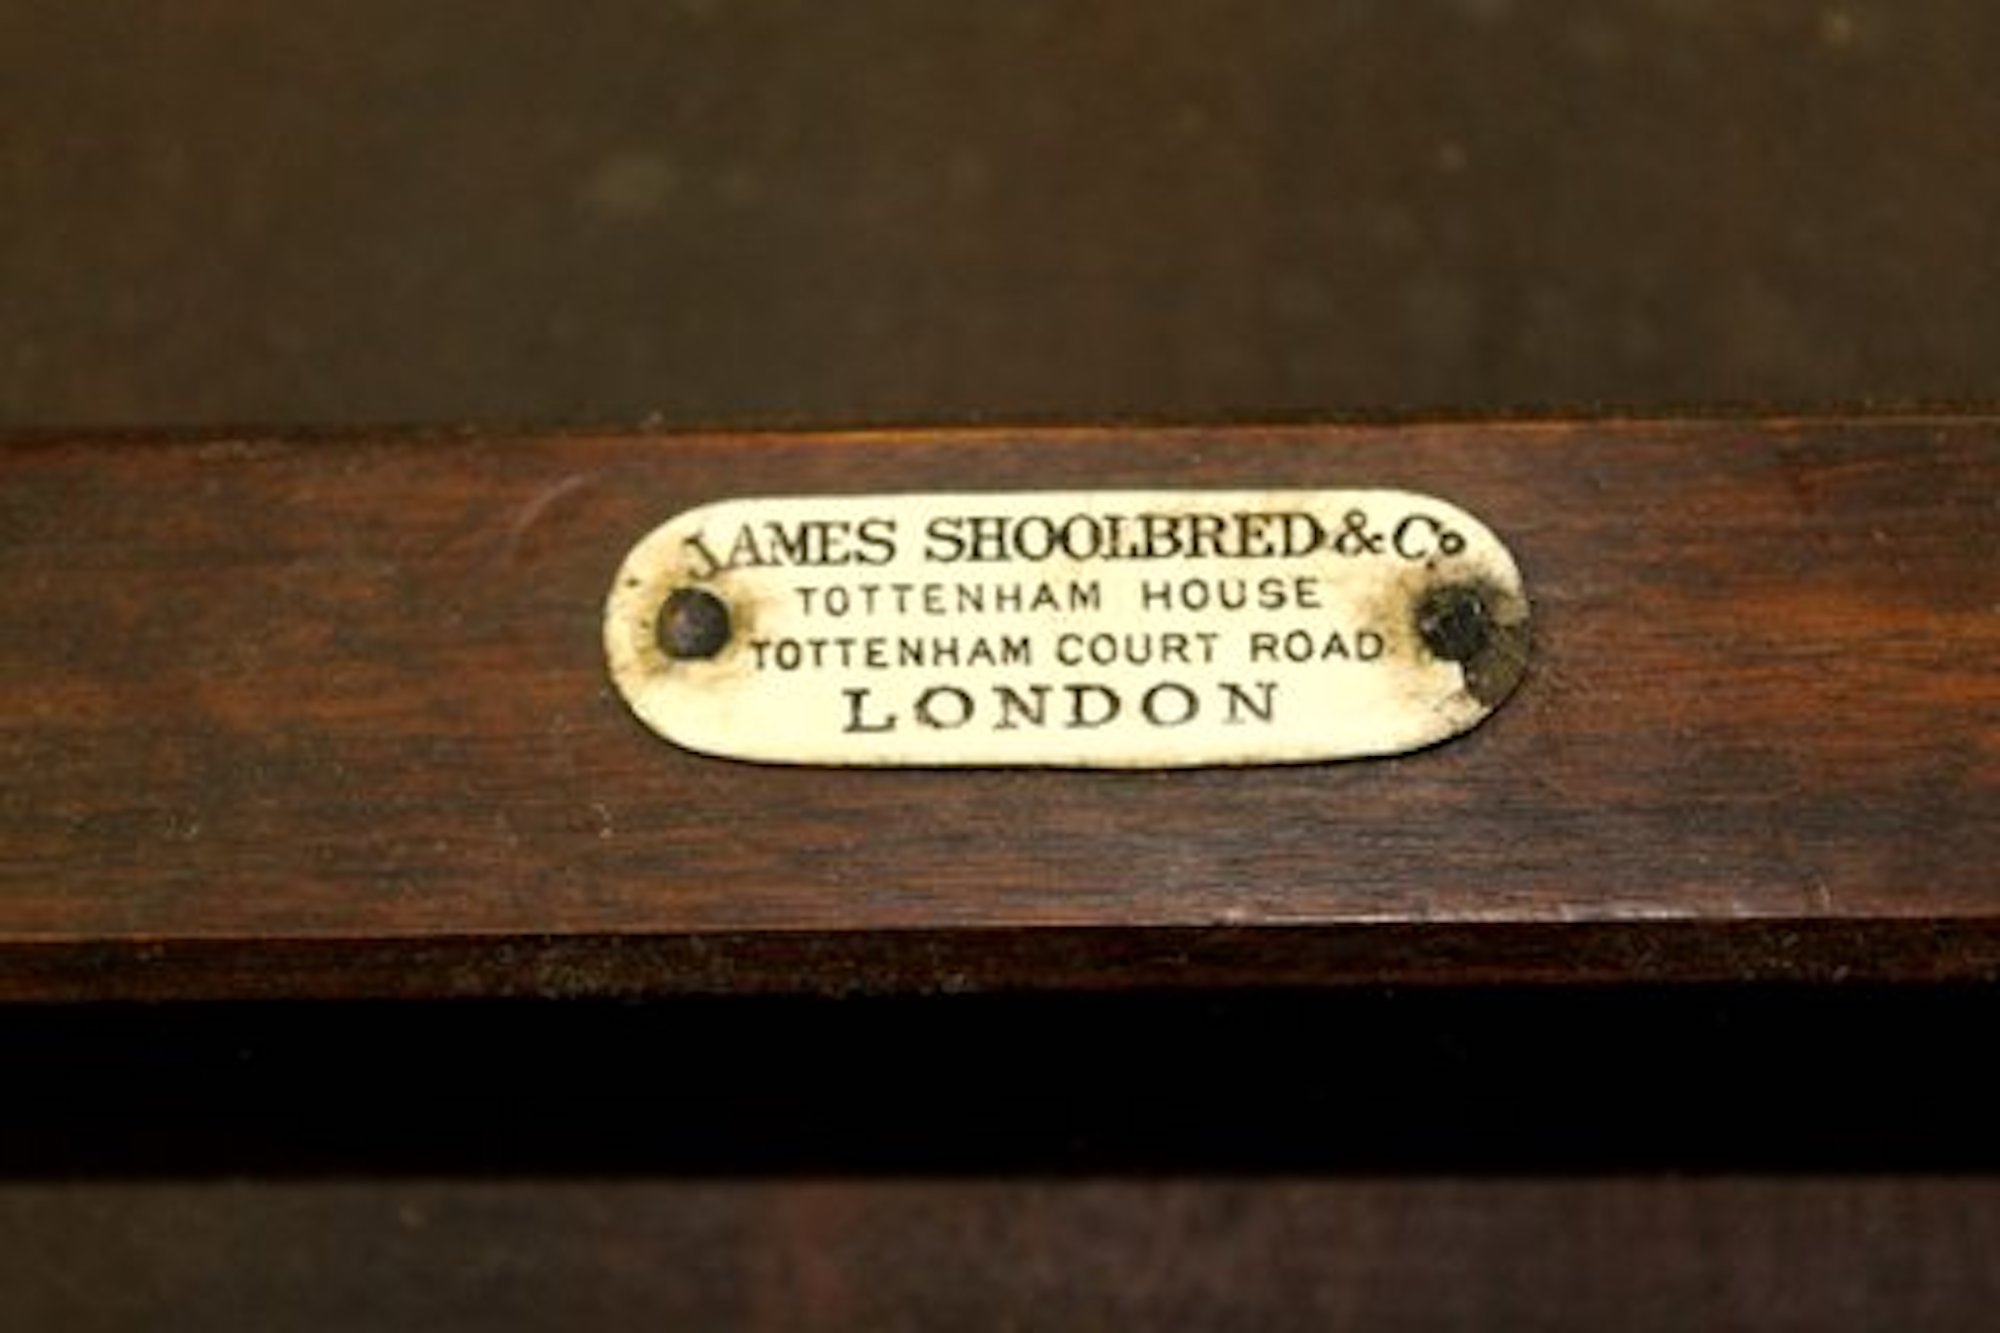 JAMES SHOOLBRED & Co
TOTTENHAM HOUSE
TOTTENHAM COURT ROAD
LONDON